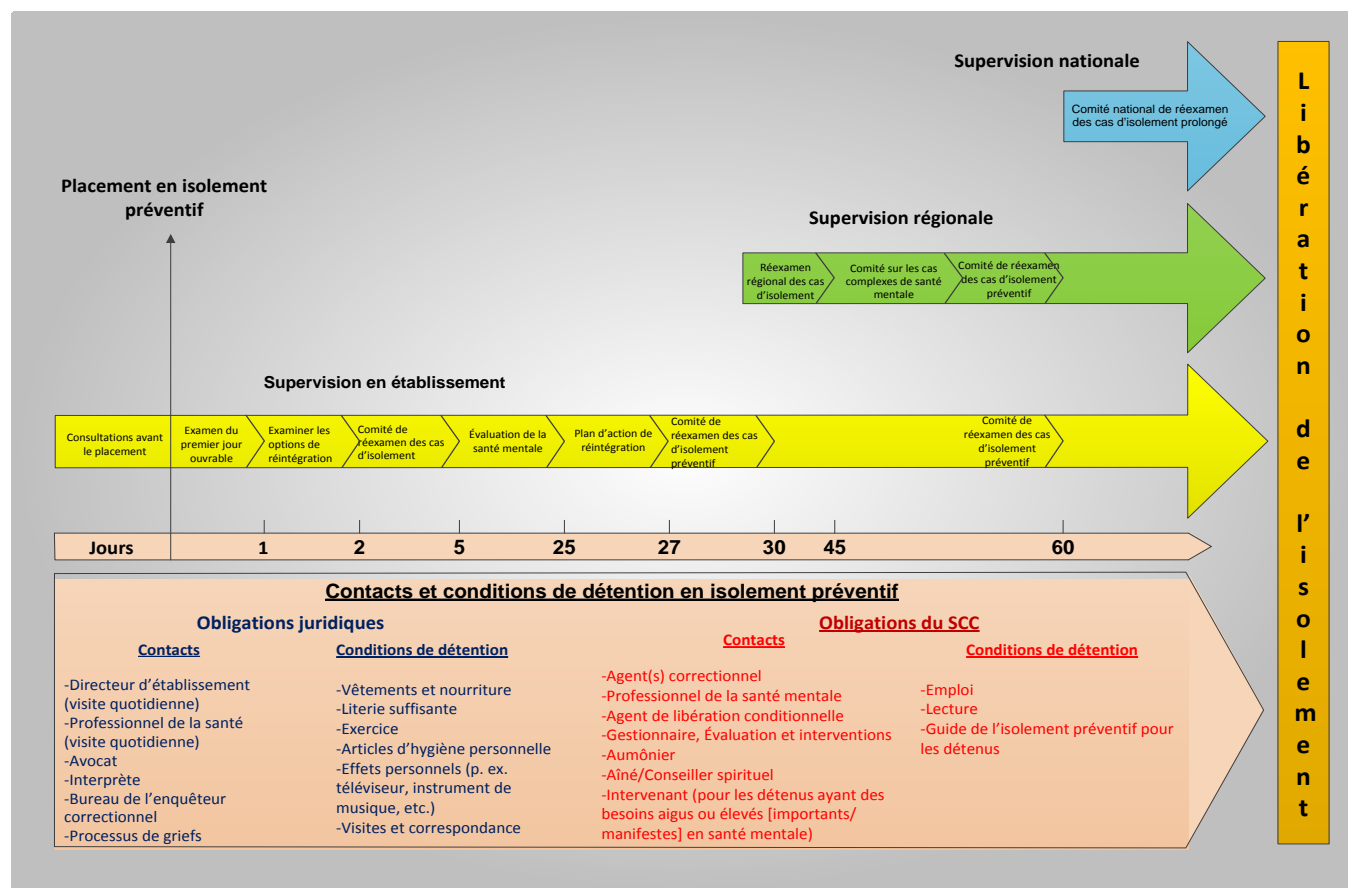 Supervision nationale
Comité national de réexamen
des cas d'isolement prolongé
Placement en isolement
préventif
Supervision régionale
Réexamen
régional des cas
d'isolement
Comité sur les cas
complexes de santé
mentale
Comité de réexamen
des cas d'isolement
préventif
Supervision en établissement
Consultations avant
le placement
Examen du
premier jour
ouvrable
Examiner les
options de
réintégration
Comité de
réexamen des cas
d'isolement
Évaluation de la
santé mentale
Plan d'action de
réintégration
Comité de
réexamen des cas
d'isolement
préventif
Comité de
réexamen des cas
d'isolement
préventif
Jours 1 2 5 25 27 30 45 60
Contacts et conditions de détention en isolement préventif
Obligations juridiques
Contacts
-Directeur d'établissement
(visite quotidienne)
-Professionnel de la santé
(visite quotidienne)
-Avocat
-Interprète
-Bureau de l'enquêteur
correctionnel
-Processus de griefs
Conditions de détention
-Vêtements et nourriture
-Literie suffisante
-Exercice
-Articles d'hygiène personnelle
-Effets personnels (p. ex.
téléviseur, instrument de
musique, etc.)
-Visites et correspondance
Obligations du SCC
Contacts
-Agent(s) correctionnel
-Professionnel de la santé mentale
-Agent de libération conditionnelle
-Gestionnaire, Évaluation et interventions
-Aumônier
-Aîné/Conseiller spirituel
-Intervenant (pour les détenus ayant des
besoins aigus ou élevés [importants/
manifestes] en santé mentale)
Conditions de détention
-Emploi
-Lecture
-Guide de l'isolement préventif pour
les détenus
Libération de l'isolement